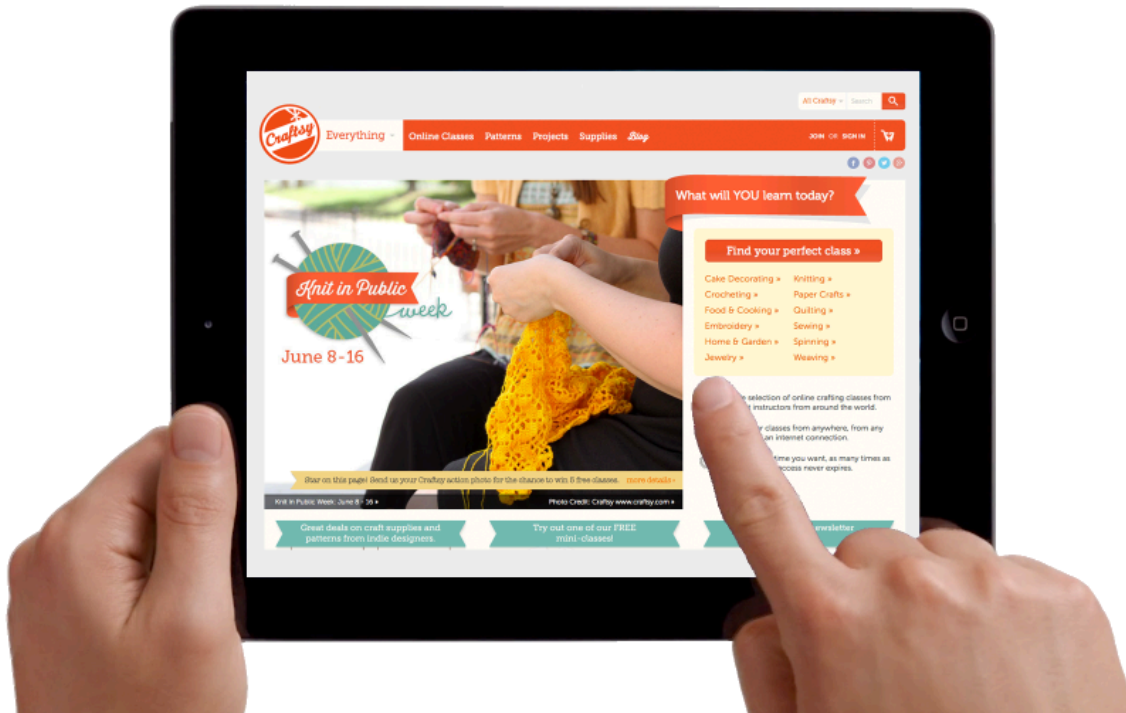 All Craftsy
Search
Craftsy
Everything
Online Classes Patterns Projects Supplies Blog
JOIN OR SIGN IN
What will YOU learn today?
Find your perfect class »
Cake Decorating » Knitting »
Crocheting » Paper Crafts »
Food & Cooking » Quilting »
Embroidery » Sewing »
Home & Garden » Spinning »
Jewelry » Weaving »
Knit in Public
week
June 8-16
selection of online crafting classes from
instructors from around the world.
classes from anywhere, from any
an internet connection.
time you want, as many times as
access never expires.
Star on this page! Send us your Craftsy action photo for the chance to win 5 free classes. more details ›
Knit in Public Week: June 8 - 16 »
Photo Credit: Craftsy www.craftsy.com »
Great deals on craft supplies and
patterns from indie designers.
Try out one of our FREE
mini-classes!
newsletter